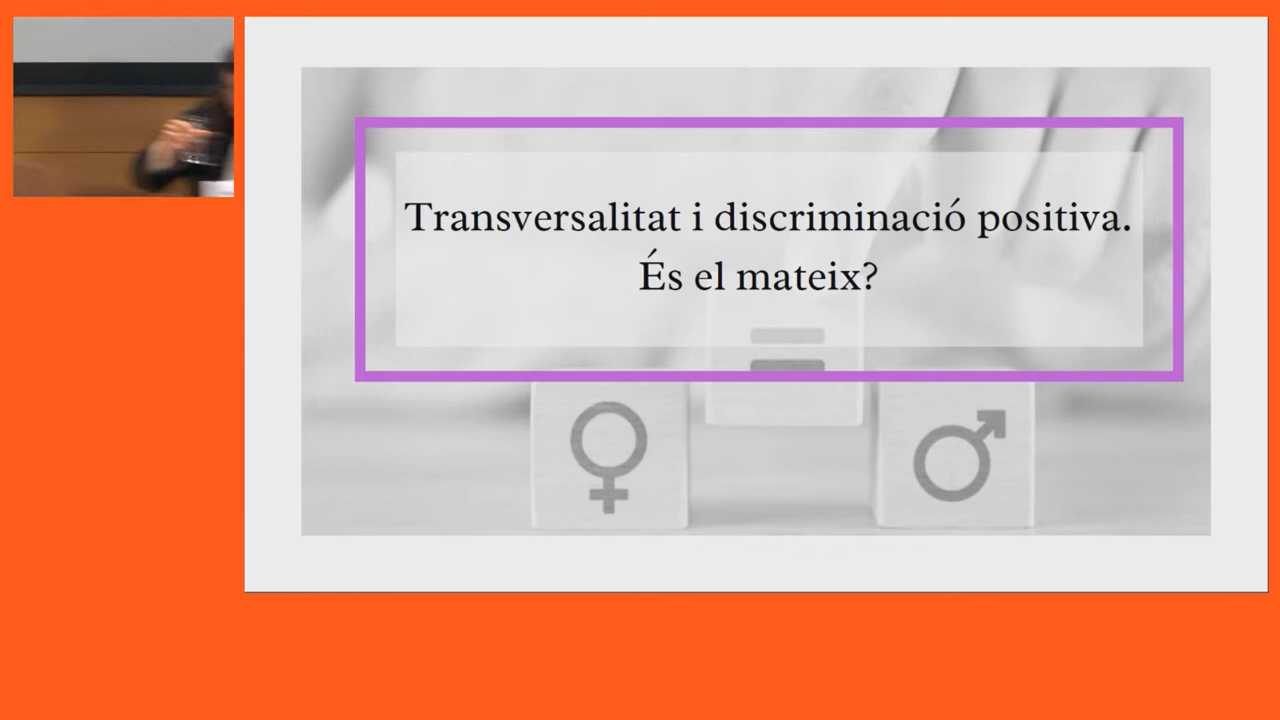 Transversalitat i discriminació positiva.
És el mateix?